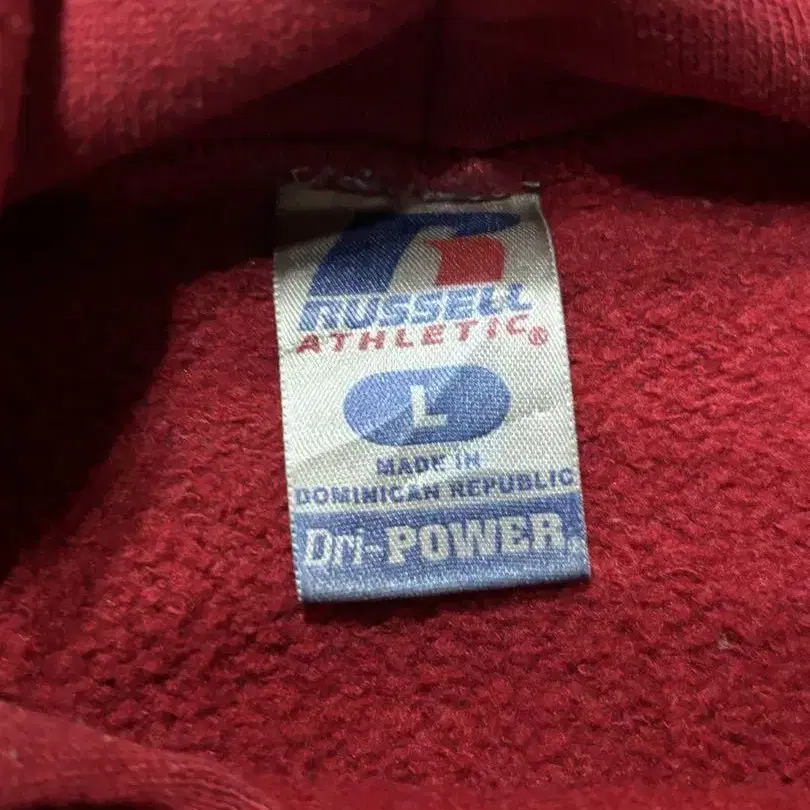 RUSSELL
ATHLETIC®
L
MADE IN
DOMINICAN REPUBLIC
Dri-POWER®